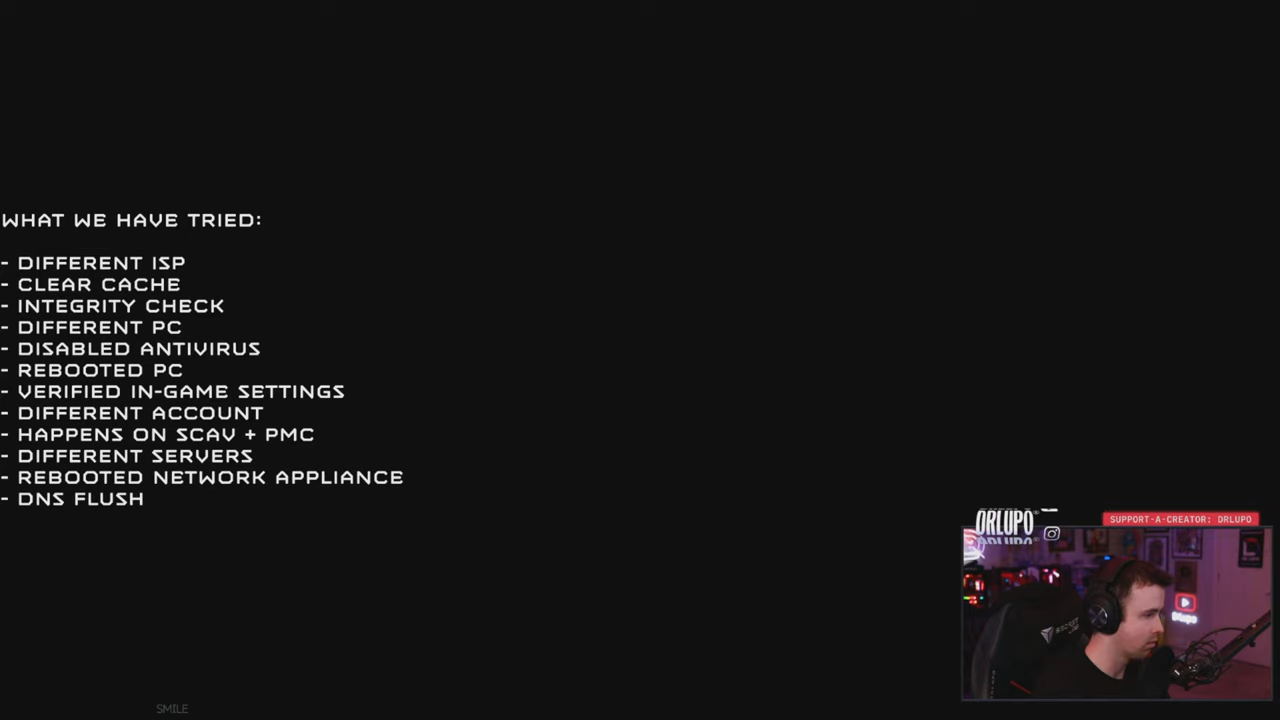 WHAT WE HAVE TRIED:
- DIFFERENT ISP
- CLEAR CACHE
- INTEGRITY CHECK
- DIFFERENT PC
- DISABLED ANTIVIRUS
- REBOOTED PC
- VERIFIED IN-GAME SETTINGS
- DIFFERENT ACCOUNT
- HAPPENS ON SCAV + PMC
- DIFFERENT SERVERS
- REBOOTED NETWORK APPLIANCE
- DNS FLUSH
DRLUPO
SUPPORT-A-CREATOR: DRLUPO
DrLupo
SMILE